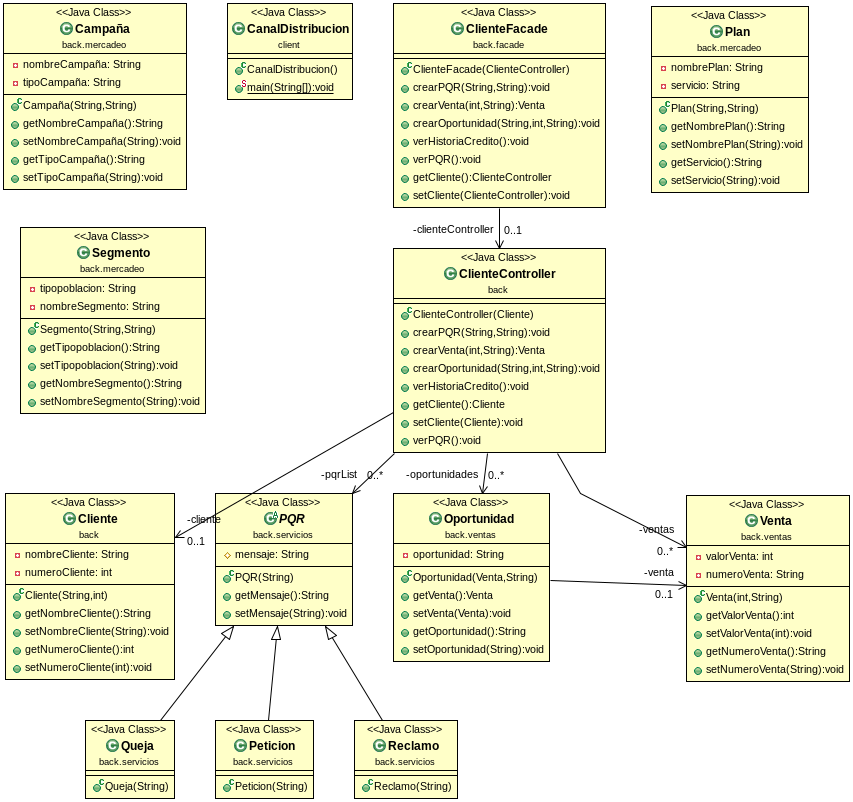 <<Java Class>>
Campaña
back.mercadeo
nombreCampaña: String
tipoCampaña: String
Campaña(String,String)
getNombreCampaña():String
setNombreCampaña(String):void
getTipoCampaña():String
setTipoCampaña(String):void
<<Java Class>>
CanalDistribucion
client
CanalDistribucion()
main(String[]):void
<<Java Class>>
ClienteFacade
back.facade
ClienteFacade(ClienteController)
crearPQR(String,String):void
crearVenta(int,String):Venta
crearOportunidad(String,int,String):void
verHistoriaCredito():void
verPQR():void
getCliente():ClienteController
setCliente(ClienteController):void
<<Java Class>>
Plan
back.mercadeo
nombrePlan: String
servicio: String
Plan(String,String)
getNombrePlan():String
setNombrePlan(String):void
getServicio():String
setServicio(String):void
-clienteController
0..1
<<Java Class>>
Segmento
back.mercadeo
tipopoblacion: String
nombreSegmento: String
Segmento(String,String)
getTipopoblacion():String
setTipopoblacion(String):void
getNombreSegmento():String
setNombreSegmento(String):void
<<Java Class>>
ClienteController
back
ClienteController(Cliente)
crearPQR(String,String):void
crearVenta(int,String):Venta
crearOportunidad(String,int,String):void
verHistoriaCredito():void
getCliente():Cliente
setCliente(Cliente):void
verPQR():void
-cliente
0..1
-pqrList
0..*
-oportunidades
0..*
-ventas
0..*
-venta
0..1
<<Java Class>>
Cliente
back
nombreCliente: String
numeroCliente: int
Cliente(String,int)
getNombreCliente():String
setNombreCliente(String):void
getNumeroCliente():int
setNumeroCliente(int):void
<<Java Class>>
PQR
back.servicios
mensaje: String
PQR(String)
getMensaje():String
setMensaje(String):void
<<Java Class>>
Oportunidad
back.ventas
oportunidad: String
Oportunidad(Venta,String)
getVenta():Venta
setVenta(Venta):void
getOportunidad():String
setOportunidad(String):void
<<Java Class>>
Venta
back.ventas
valorVenta: int
numeroVenta: String
Venta(int,String)
getValorVenta():int
setValorVenta(int):void
getNumeroVenta():String
setNumeroVenta(String):void
<<Java Class>>
Queja
back.servicios
Queja(String)
<<Java Class>>
Peticion
back.servicios
Peticion(String)
<<Java Class>>
Reclamo
back.servicios
Reclamo(String)